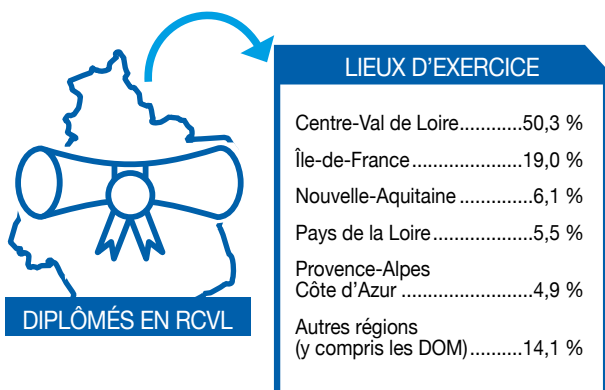 LIEUX D'EXERCICE
Centre-Val de Loire............50,3 %
Île-de-France................19,0 %
Nouvelle-Aquitaine ............6,1 %
Pays de la Loire..............5,5 %
Provence-Alpes
Côte d'Azur ....................4,9 %
Autres régions
(y compris les DOM)..........14,1 %
DIPLÔMÉS EN RCVL